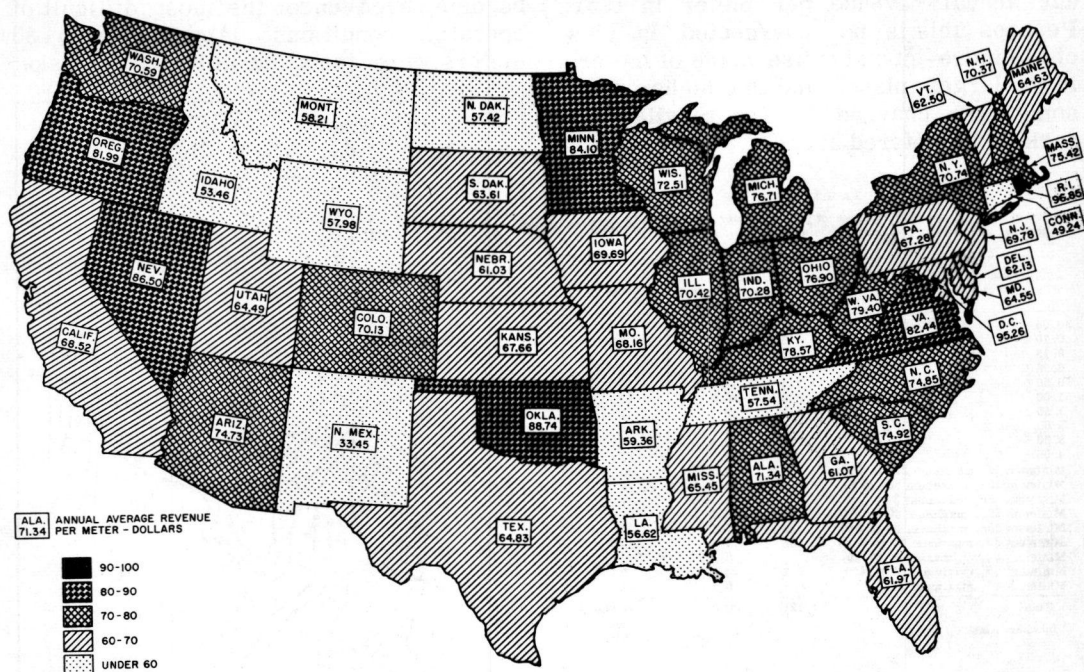 WASH.
70.59
OREG.
81.99
CALIF.
68.52
NEV.
86.50
IDAHO
53.46
MONT.
58.21
WYO.
57.98
UTAH
64.49
COLO.
70.13
ARIZ.
74.73
N. MEX.
33.45
N. DAK.
57.42
S. DAK.
63.61
NEBR.
61.03
KANS.
67.66
OKLA.
88.74
TEX.
64.83
MINN.
84.10
IOWA
69.69
MO.
68.16
ARK.
59.36
LA.
56.62
WIS.
72.51
ILL.
70.42
MICH.
76.71
IND.
70.28
OHIO
76.90
KY.
78.57
TENN.
57.54
MISS.
65.45
ALA.
71.34
GA.
61.07
FLA.
61.97
S. C.
74.92
N. C.
74.85
VA.
82.44
W. VA.
79.40
PA.
67.28
N. Y.
70.74
VT.
62.50
N. H.
70.37
MAINE
64.63
MASS.
75.42
R. I.
96.85
CONN.
49.24
N. J.
69.78
DEL.
62.13
MD.
64.55
D.C.
95.26
ALA.
71.34
ANNUAL AVERAGE REVENUE
PER METER - DOLLARS
90-100
80-90
70-80
60-70
UNDER 60